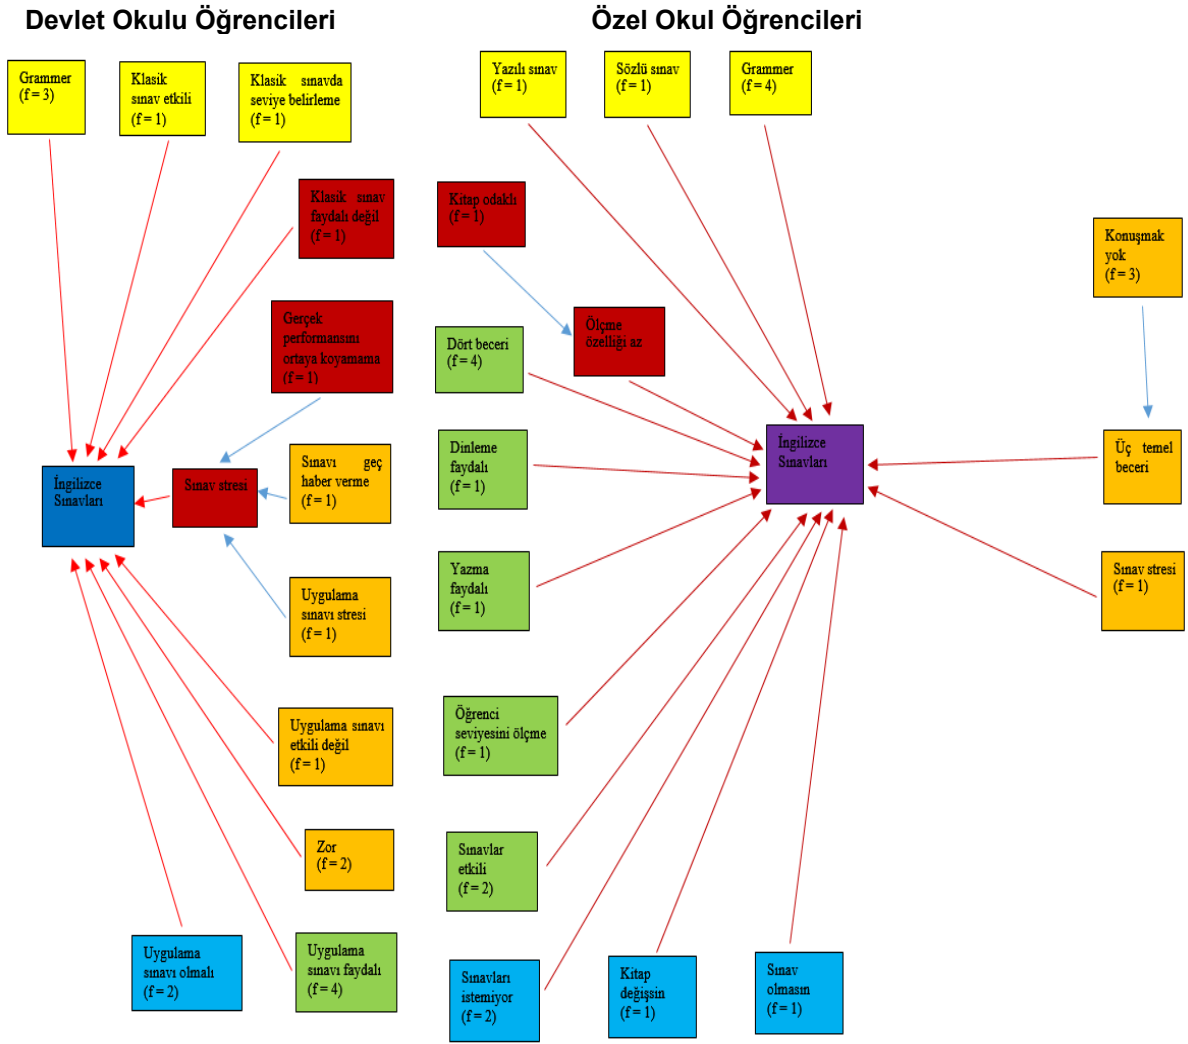 Devlet Okulu Öğrencileri
Özel Okul Öğrencileri
Grammer
(f = 3)
Klasik
sınav etkili
(f = 1)
Klasik sınavda
seviye belirleme
(f = 1)
Klasik sınav
faydalı değil
(f = 1)
Gerçek
performansını
ortaya koyamama
(f = 1)
İngilizce
Sınavları
Sınav stresi
Sınavı geç
haber verme
(f = 1)
Uygulama
sınavı stresi
(f = 1)
Uygulama sınavı
etkili değil
(f = 1)
Zor
(f = 2)
Uygulama
sınavı olmalı
(f = 2)
Uygulama
sınavı faydalı
(f = 4)
Yazılı sınav
(f = 1)
Sözlü sınav
(f = 1)
Grammer
(f = 4)
Kitap odaklı
(f = 1)
Ölçme
özelliği az
Dört beceri
(f = 4)
Dinleme
faydalı
(f = 1)
Yazma
faydalı
(f = 1)
Öğrenci
seviyesini ölçme
(f = 1)
Sınavlar
etkili
(f = 2)
Sınavları
istemiyor
(f = 2)
Kitap
değişsin
(f = 1)
Sınav
olmasın
(f = 1)
İngilizce
Sınavları
Konuşmak
yok
(f = 3)
Üç temel
beceri
Sınav stresi
(f = 1)